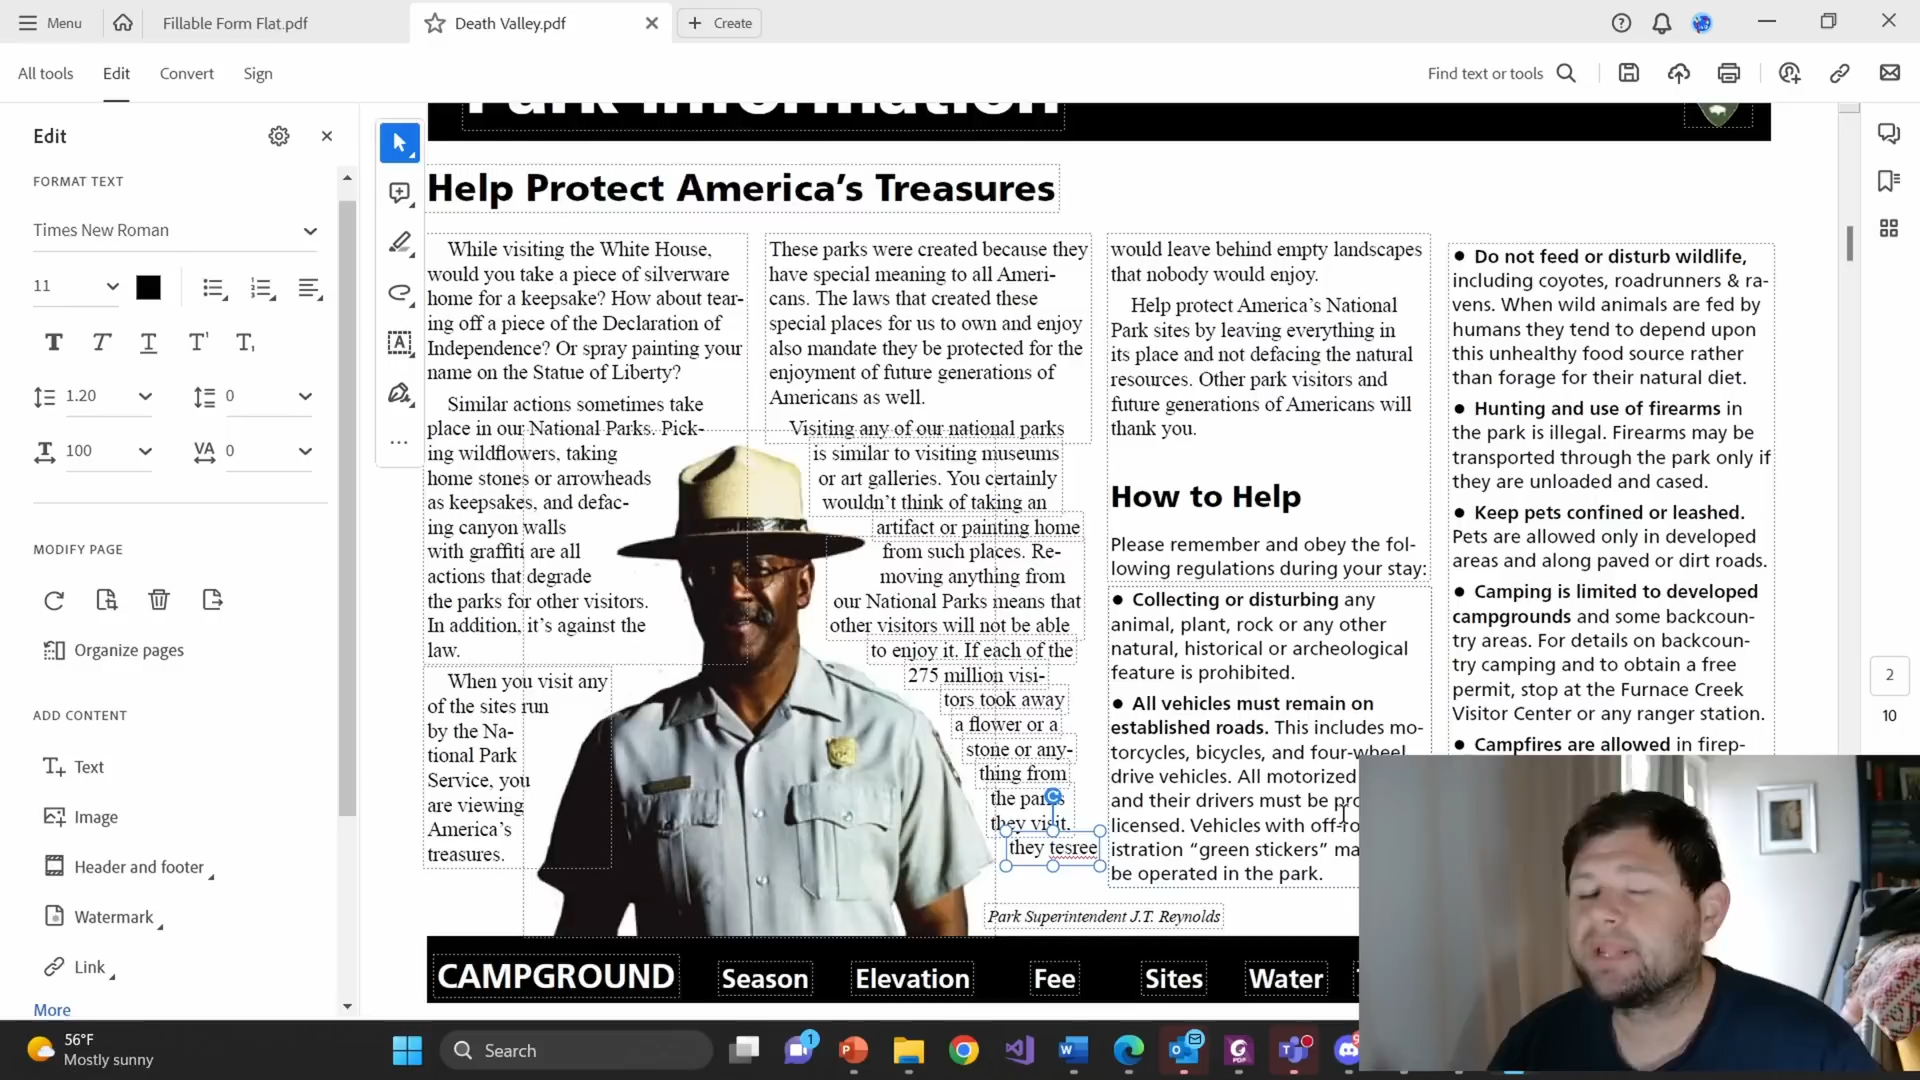 Menu
Fillable Form Flat.pdf
Death Valley.pdf
Create
All tools
Edit
Convert
Sign
Find text or tools
Edit
FORMAT TEXT
Times New Roman
11
1.20
0
100
0
MODIFY PAGE
Organize pages
ADD CONTENT
Text
Image
Header and footer
Watermark
Link
More
Park Information
Help Protect America's Treasures
While visiting the White House,
would you take a piece of silverware
home for a keepsake? How about tear-
ing off a piece of the Declaration of
Independence? Or spray painting your
name on the Statue of Liberty?
Similar actions sometimes take
place in our National Parks. Pick-
ing wildflowers, taking
home stones or arrowheads
as keepsakes, and defac-
ing canyon walls
with graffiti are all
actions that degrade
the parks for other visitors.
In addition, it's against the
law.
When you visit any
of the sites run
by the Na-
tional Park
Service, you
are viewing
America's
treasures.
These parks were created because they
have special meaning to all Ameri-
cans. The laws that created these
special places for us to own and enjoy
also mandate they be protected for the
enjoyment of future generations of
Americans as well.
Visiting any of our national parks
is similar to visiting museums
or art galleries. You certainly
wouldn't think of taking an
artifact or painting home
from such places. Re-
moving anything from
our National Parks means that
other visitors will not be able
to enjoy it. If each of the
275 million visi-
tors took away
a flower or a
stone or any-
thing from
the parks
they visit,
they tesree
Park Superintendent J.T. Reynolds
would leave behind empty landscapes
that nobody would enjoy.
Help protect America's National
Park sites by leaving everything in
its place and not defacing the natural
resources. Other park visitors and
future generations of Americans will
thank you.
How to Help
Please remember and obey the fol-
lowing regulations during your stay:
● Collecting or disturbing any
animal, plant, rock or any other
natural, historical or archeological
feature is prohibited.
● All vehicles must remain on
established roads. This includes mo-
torcycles, bicycles, and four-wheel
drive vehicles. All motorized
and their drivers must be pro
licensed. Vehicles with off-ro
istration "green stickers" ma
be operated in the park.
● Do not feed or disturb wildlife,
including coyotes, roadrunners & ra-
vens. When wild animals are fed by
humans they tend to depend upon
this unhealthy food source rather
than forage for their natural diet.
● Hunting and use of firearms in
the park is illegal. Firearms may be
transported through the park only if
they are unloaded and cased.
● Keep pets confined or leashed.
Pets are allowed only in developed
areas and along paved or dirt roads.
● Camping is limited to developed
campgrounds and some backcoun-
try areas. For details on backcoun-
try camping and to obtain a free
permit, stop at the Furnace Creek
Visitor Center or any ranger station.
● Campfires are allowed in firep-
CAMPGROUND Season Elevation Fee Sites Water
2
10
56°F
Mostly sunny
Search
1